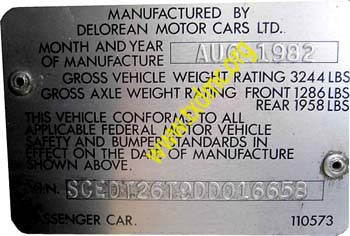 MANUFACTURED BY
DELOREAN MOTOR CARS LTD..
MONTH AND YEAR
OF MANUFACTURE AUG 1982
GROSS VEHICLE WEIGHT RATING 3244 LBS
GROSS AXLE WEIGHT RATING FRONT 1286 LBS
REAR 1958 LBS
THIS VEHICLE CONFORMS TO ALL
APPLICABLE FEDERAL MOTOR VEHICLE
SAFETY AND BUMPER STANDARDS IN
EFFECT ON THE DATE OF MANUFACTURE
SHOWN ABOVE
V.I.N. SCEDT26T9DD016658
PASSENGER CAR. 110573